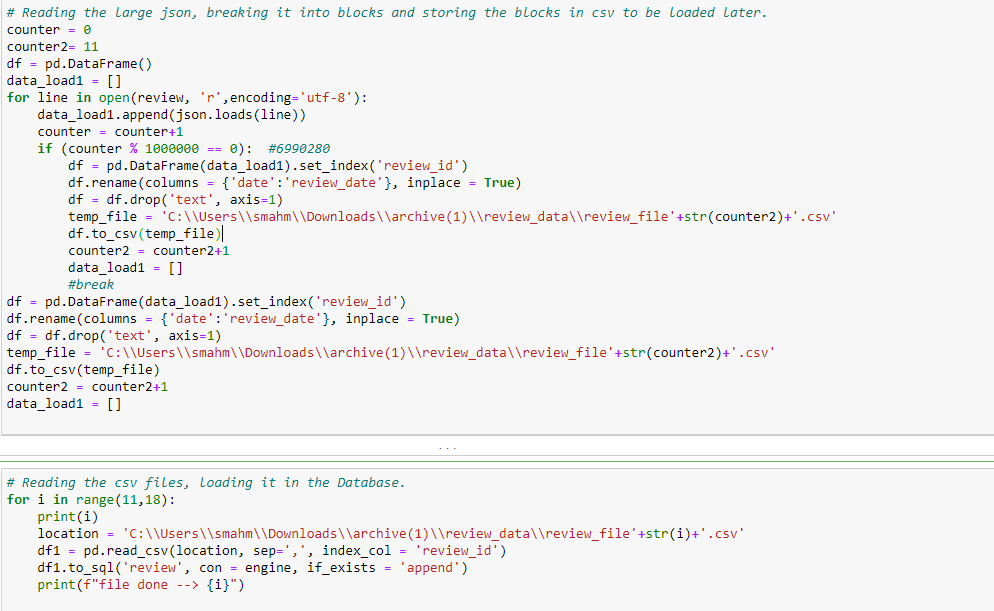 # Reading the large json, breaking it into blocks and storing the blocks in csv to be loaded later.
counter = 0
counter2= 11
df = pd.DataFrame()
data_load1 = []
for line in open(review, 'r',encoding='utf-8'):
    data_load1.append(json.loads(line))
    counter = counter+1
    if (counter % 1000000 == 0):  #6990280
        df = pd.DataFrame(data_load1).set_index('review_id')
        df.rename(columns = {'date':'review_date'}, inplace = True)
        df = df.drop('text', axis=1)
        temp_file = 'C:\\Users\\smahm\\Downloads\\archive(1)\\review_data\\review_file'+str(counter2)+'.csv'
        df.to_csv(temp_file)
        counter2 = counter2+1
        data_load1 = []
        #break
df = pd.DataFrame(data_load1).set_index('review_id')
df.rename(columns = {'date':'review_date'}, inplace = True)
df = df.drop('text', axis=1)
temp_file = 'C:\\Users\\smahm\\Downloads\\archive(1)\\review_data\\review_file'+str(counter2)+'.csv'
df.to_csv(temp_file)
counter2 = counter2+1
data_load1 = []
...
# Reading the csv files, loading it in the Database.
for i in range(11,18):
    print(i)
    location = 'C:\\Users\\smahm\\Downloads\\archive(1)\\review_data\\review_file'+str(i)+'.csv'
    df1 = pd.read_csv(location, sep=',', index_col = 'review_id')
    df1.to_sql('review', con = engine, if_exists = 'append')
    print(f"file done --> {i}")